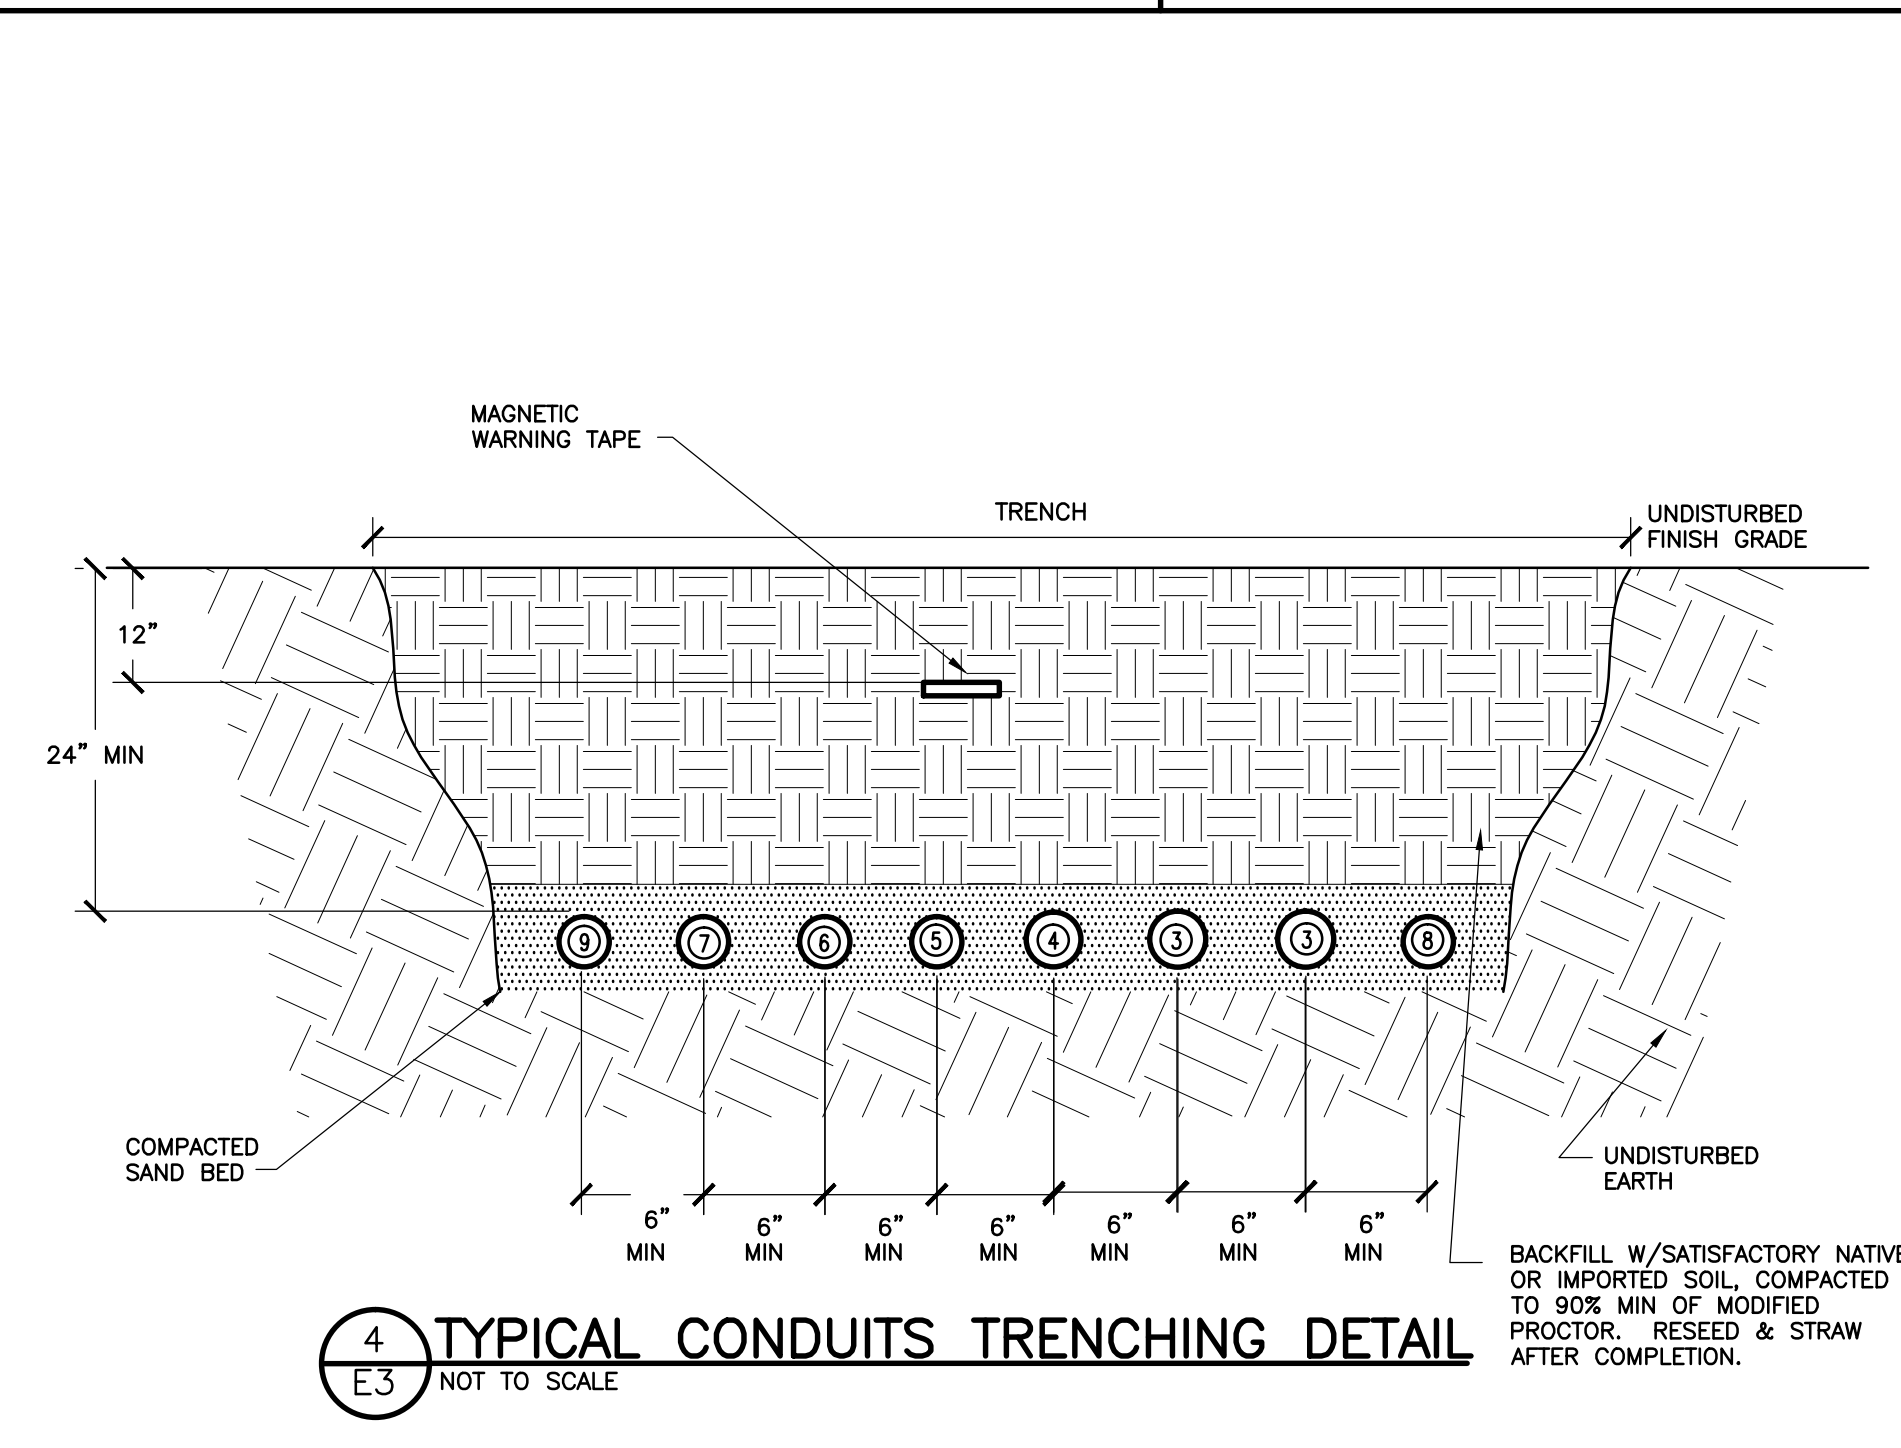 MAGNETIC
WARNING TAPE
TRENCH
UNDISTURBED
FINISH GRADE
12"
24" MIN
9 7 6 5 4 3 3 8
COMPACTED
SAND BED
UNDISTURBED
EARTH
6" 6" 6" 6" 6" 6" 6"
MIN MIN MIN MIN MIN MIN MIN
BACKFILL W/SATISFACTORY NATIVE
OR IMPORTED SOIL, COMPACTED
TO 90% MIN OF MODIFIED
PROCTOR. RESEED & STRAW
AFTER COMPLETION.
4
E3
TYPICAL CONDUITS TRENCHING DETAIL
NOT TO SCALE